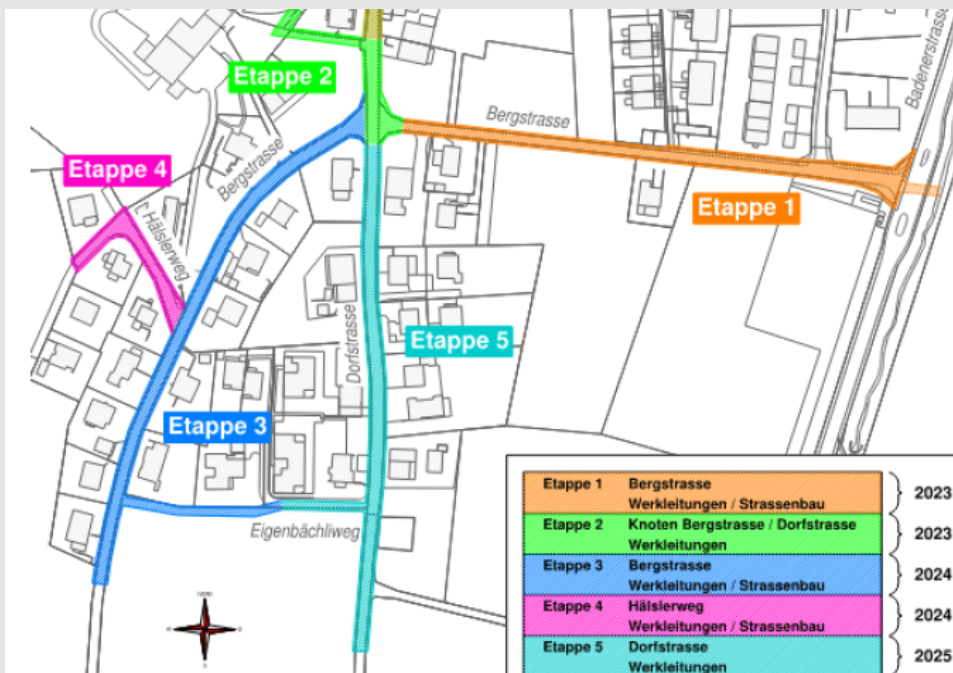 Etappe 2
Bergstrasse
Badenerstrasse
Etappe 4
Bergstrasse
Etappe 1
Hälslerweg
Dorfstrasse
Etappe 5
Etappe 3
Eigenbächliweg
Etappe 1 Bergstrasse 2023
Werkleitungen / Strassenbau
Etappe 2 Knoten Bergstrasse / Dorfstrasse 2023
Werkleitungen
Etappe 3 Bergstrasse 2024
Werkleitungen / Strassenbau
Etappe 4 Hälslerweg 2024
Werkleitungen / Strassenbau
Etappe 5 Dorfstrasse 2025
Werkleitungen